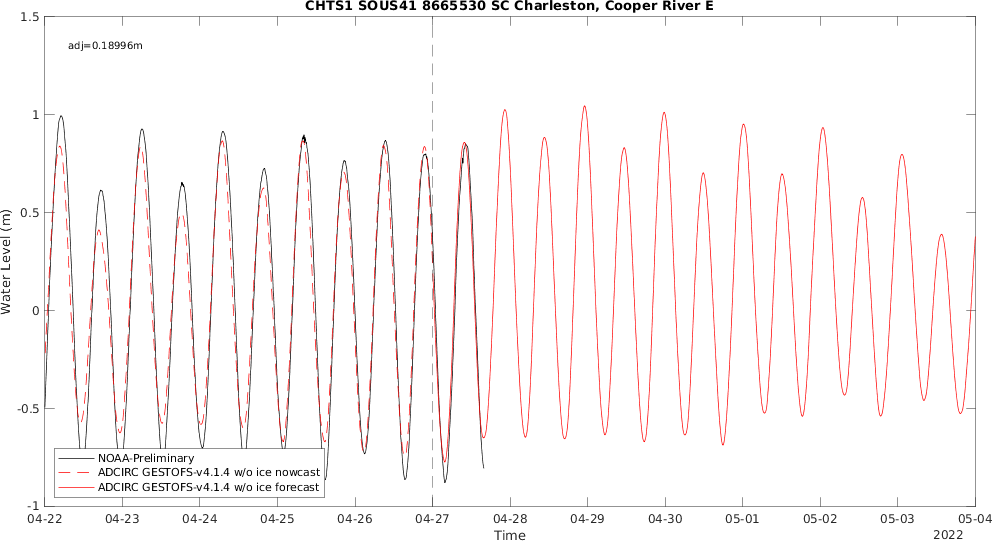 CHTS1 SOUS41 8665530 SC Charleston, Cooper River E
adj=0.18996m
1.5
1
0.5
0
-0.5
-1
Water Level (m)
NOAA-Preliminary
ADCIRC GESTOFS-v4.1.4 w/o ice nowcast
ADCIRC GESTOFS-v4.1.4 w/o ice forecast
04-22 04-23 04-24 04-25 04-26 04-27 04-28 04-29 04-30 05-01 05-02 05-03 05-04
Time
2022